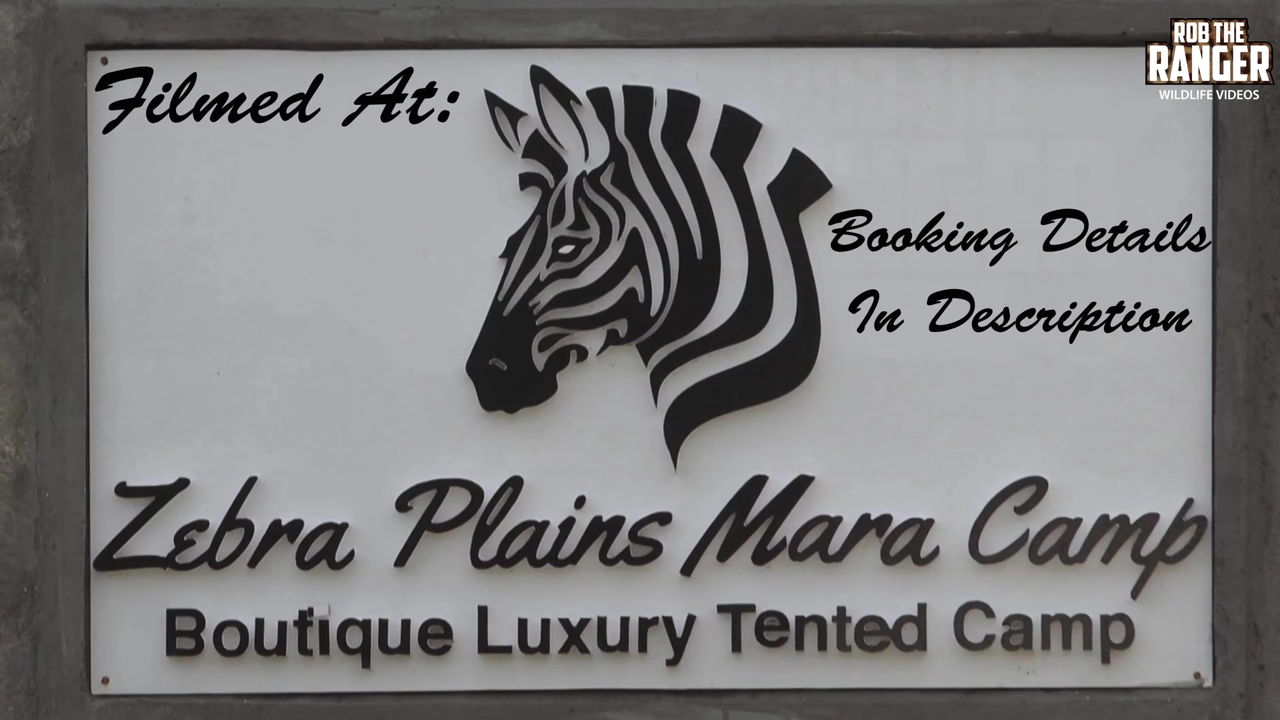 ROB THE
RANGER
WILDLIFE VIDEOS
Filmed At:
Booking Details
In Description
Zebra Plains Mara Camp
Boutique Luxury Tented Camp